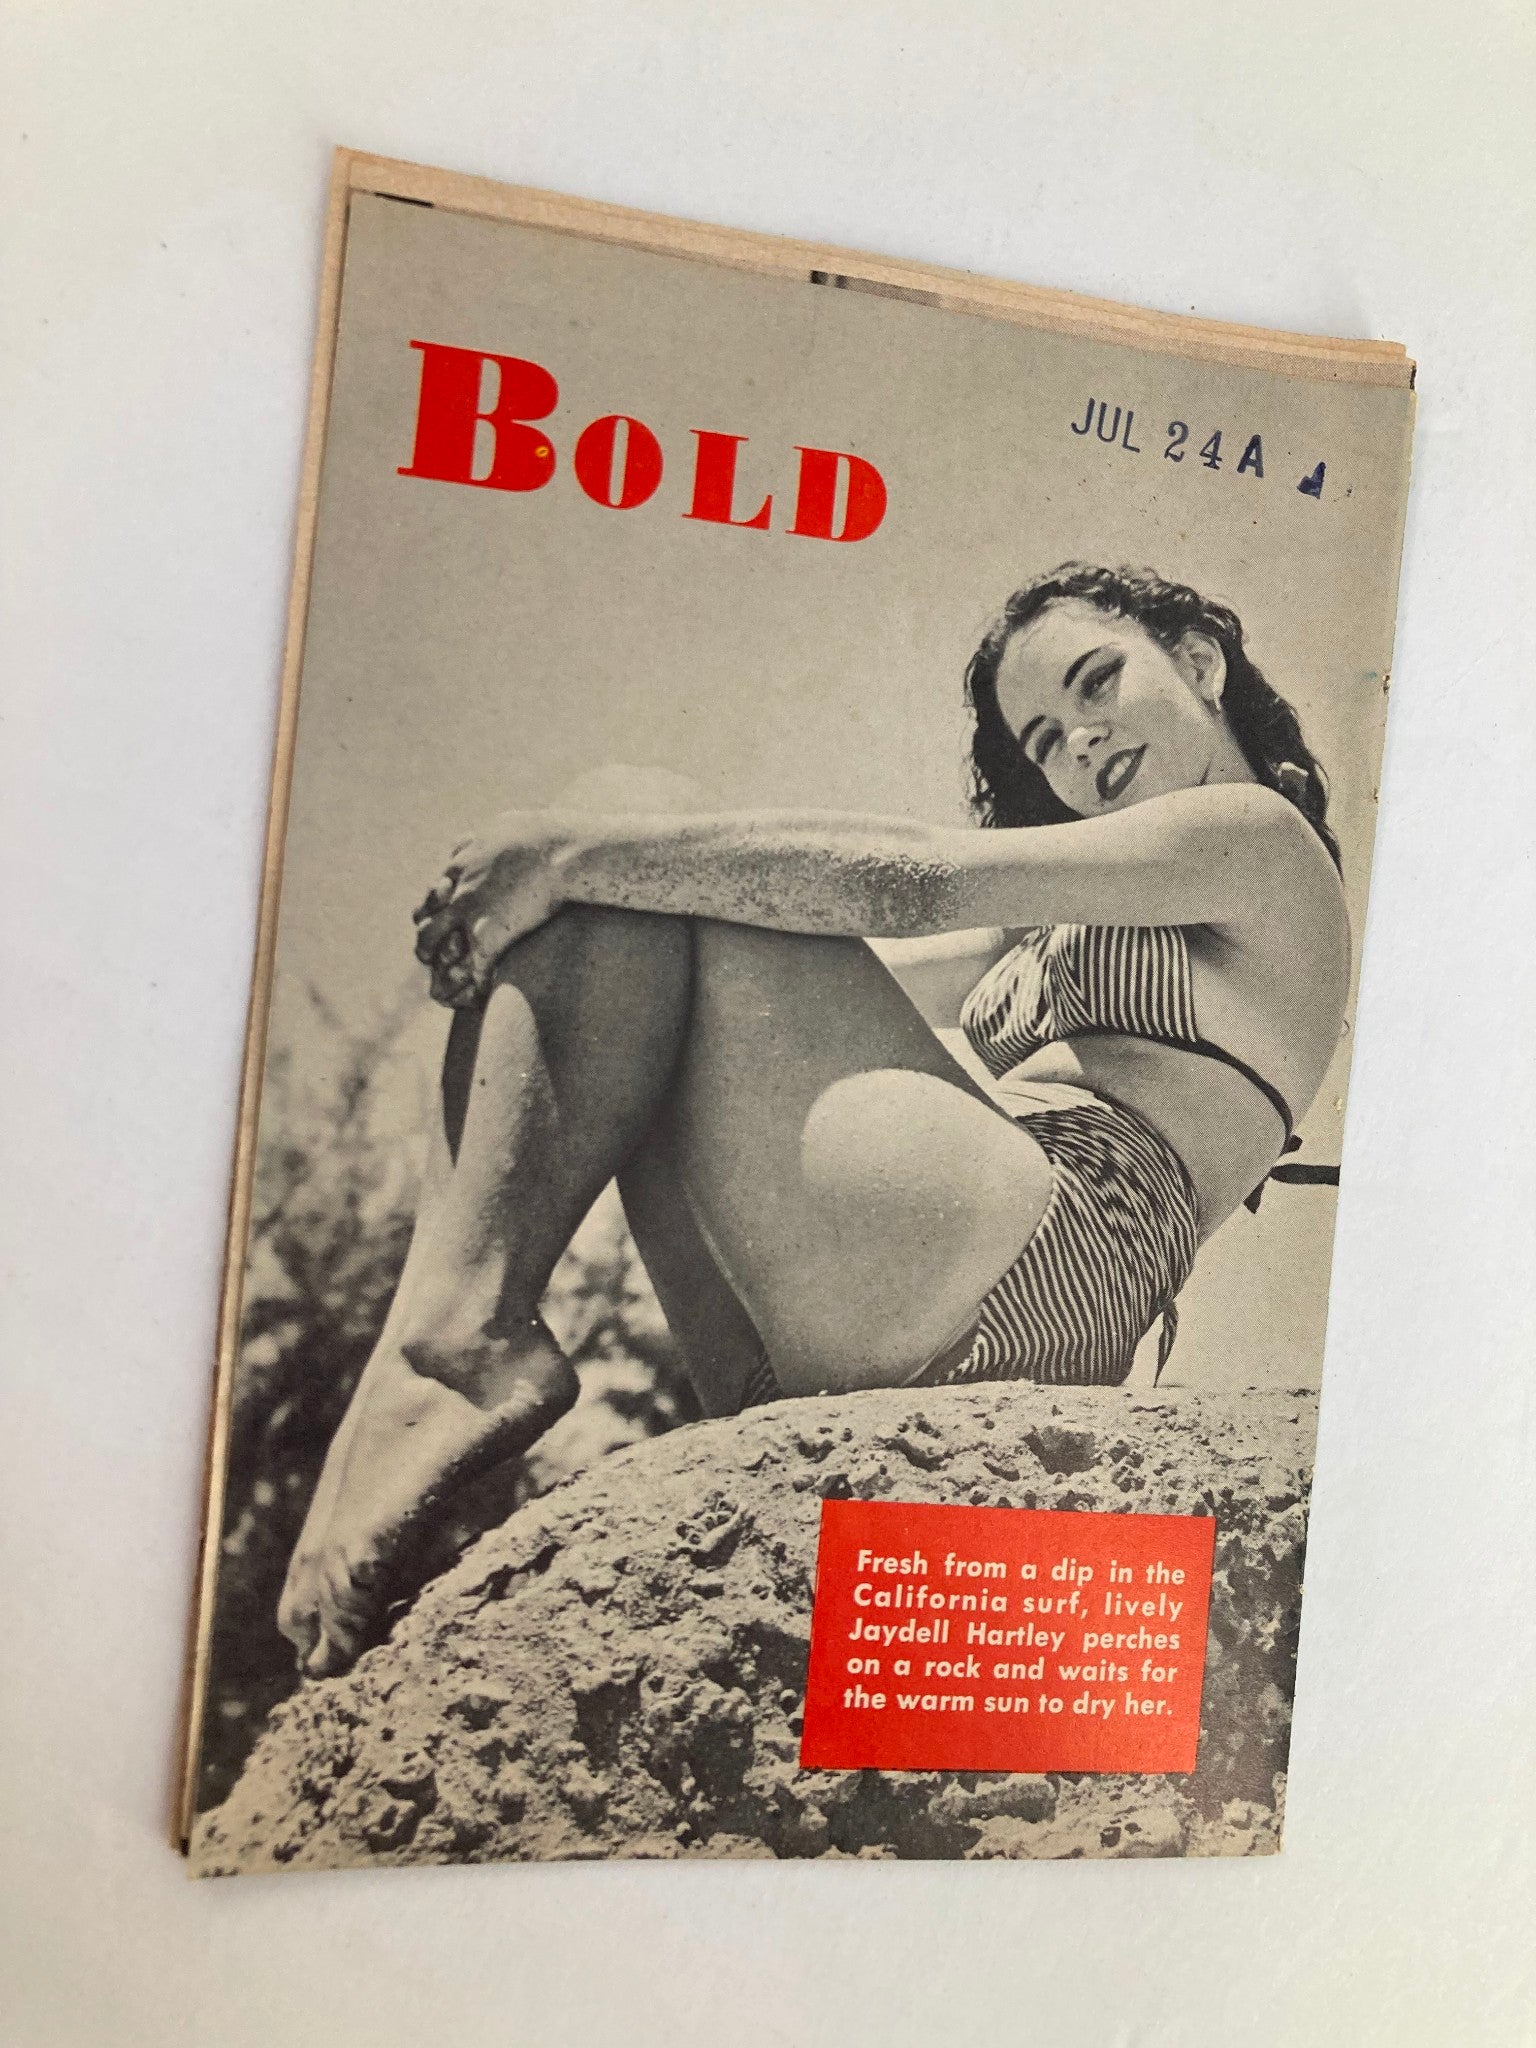 BOLD
JUL 24 A
Fresh from a dip in the
California surf, lively
Jaydell Hartley perches
on a rock and waits for
the warm sun to dry her.